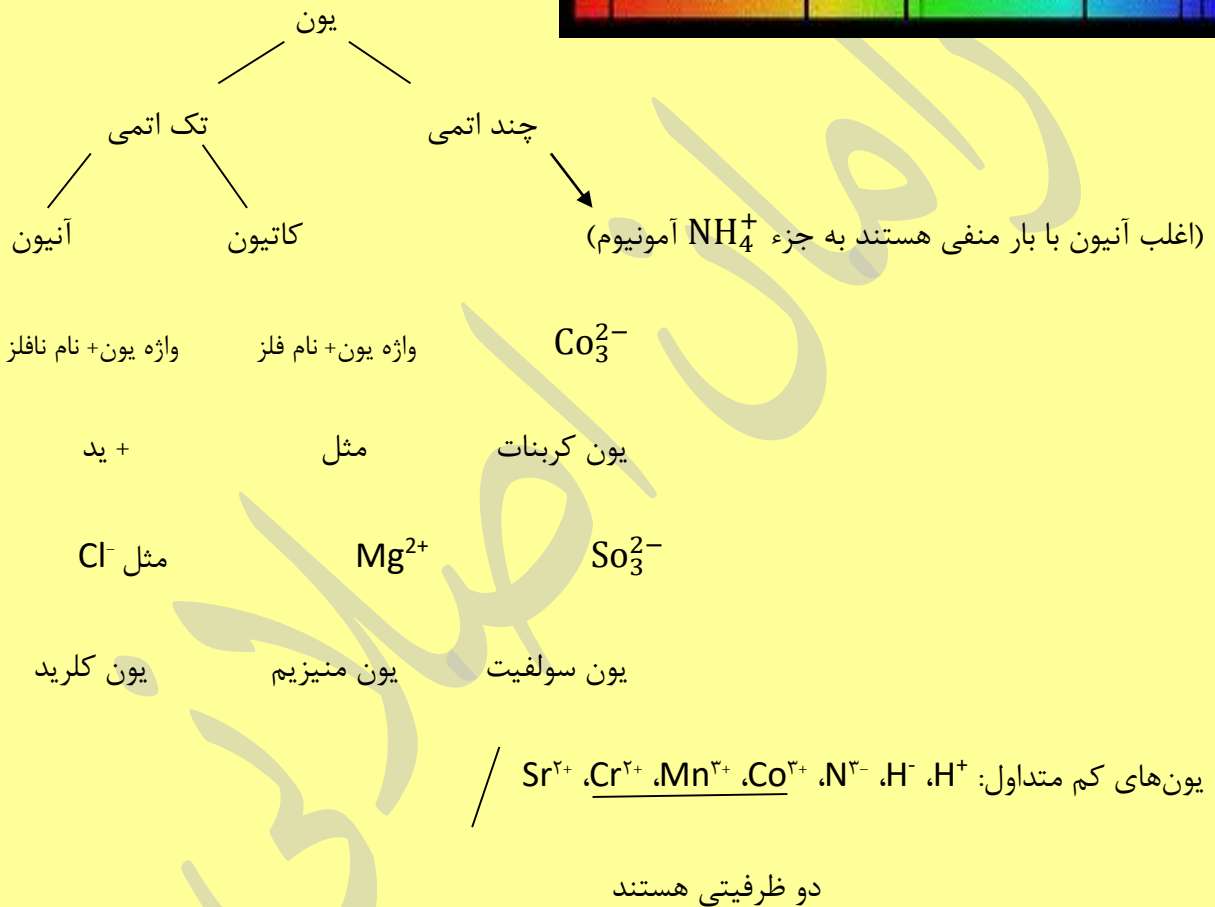 یون
چند اتمی تک اتمی
(اغلب آنیون با بار منفی هستند به جزء NH₄⁺ آمونیوم) کاتیون آنیون
Co₃²⁻ واژه یون+ نام فلز واژه یون+ نام نافلز
یون کربنات مثل + ید
So₃²⁻ Mg²⁺ مثل Cl⁻
یون سولفیت یون منیزیم یون کلرید
یون‌های کم متداول: H⁺ ،H⁻ ،N³⁻ ،Co³⁺ ،Mn³⁺ ،Cr²⁺ ،Sr²⁺
دو ظرفیتی هستند